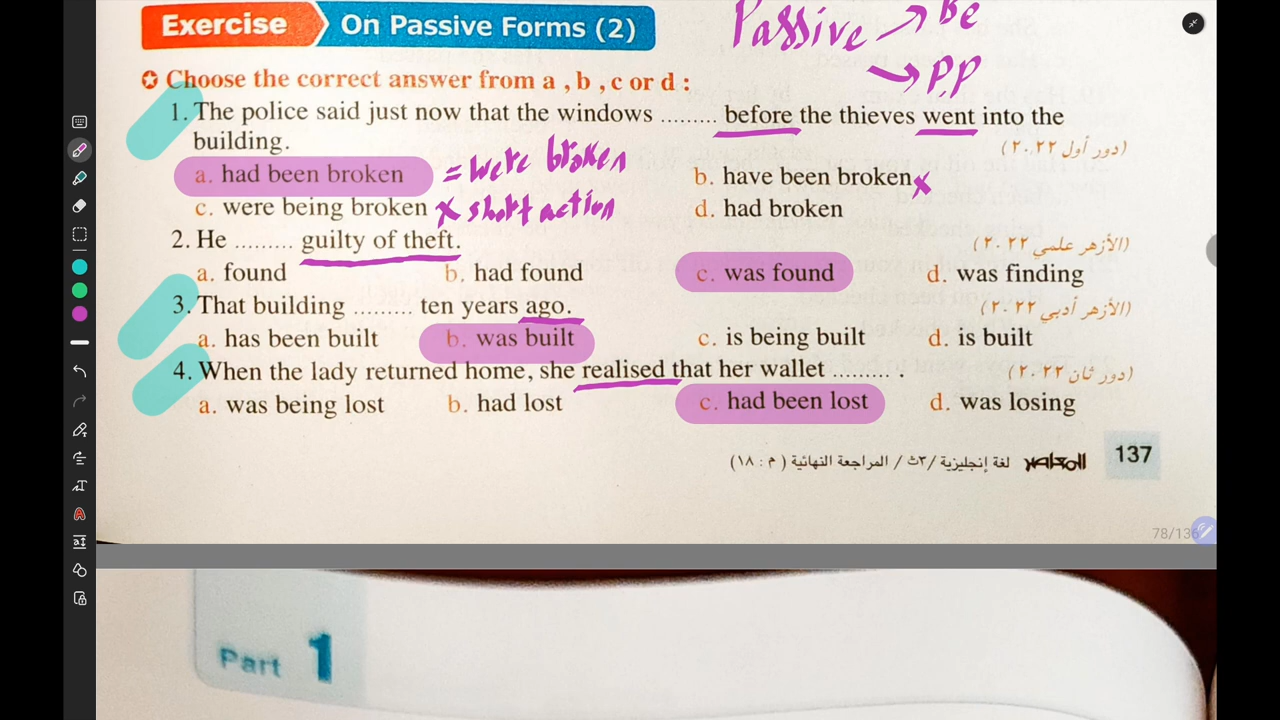 Exercise On Passive Forms (2)
Passive → Be
→ P.P
✪ Choose the correct answer from a , b , c or d :
1. The police said just now that the windows ......... before the thieves went into the
building. (دور أول ٢٠٢٢)
a. had been broken = were broken b. have been broken x
c. were being broken x short action d. had broken
2. He ......... guilty of theft. (الأزهر علمي ٢٠٢٢)
a. found b. had found c. was found d. was finding
3. That building ......... ten years ago. (الأزهر أدبي ٢٠٢٢)
a. has been built b. was built c. is being built d. is built
4. When the lady returned home, she realised that her wallet ......... . (دور ثان ٢٠٢٢)
a. was being lost b. had lost c. had been lost d. was losing
المعاصر لغة إنجليزية /٣ث / المراجعة النهائية ( م : ١٨) 137
Part 1